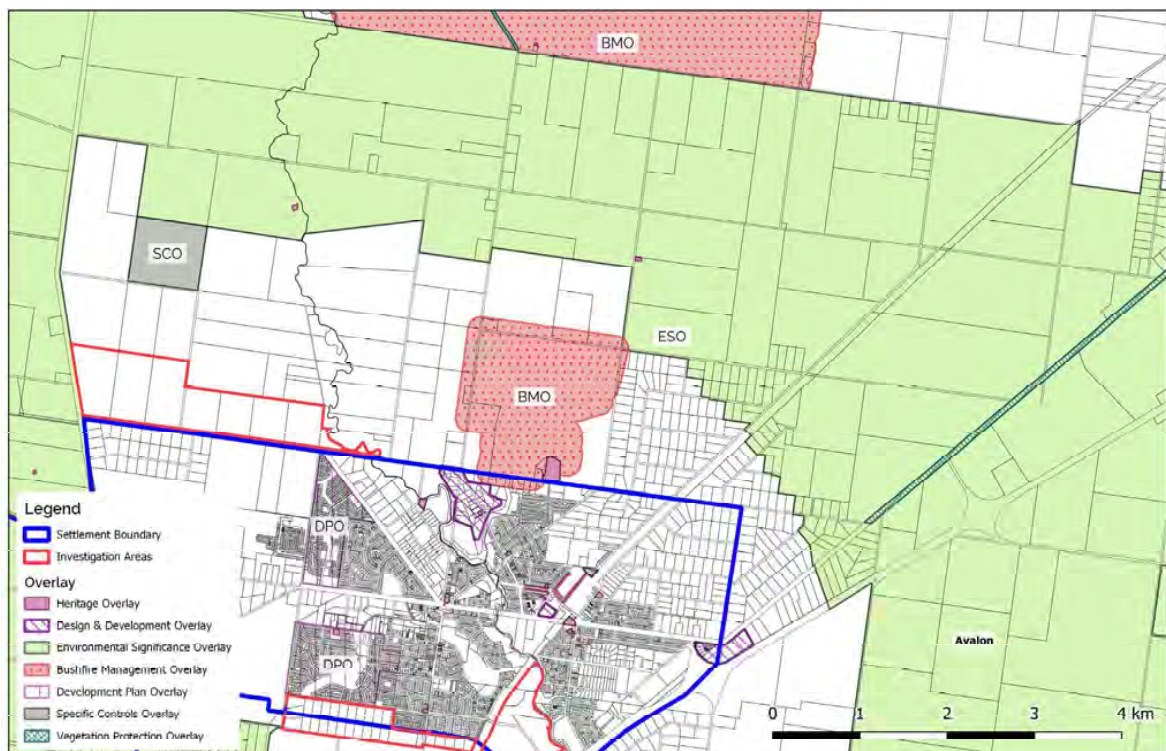 BMO
SCO
ESO
BMO
DPO
DPO
Avalon
Legend
Settlement Boundary
Investigation Areas
Overlay
Heritage Overlay
Design & Development Overlay
Environmental Significance Overlay
Bushfire Management Overlay
Development Plan Overlay
Specific Controls Overlay
Vegetation Protection Overlay
0 1 2 3 4 km